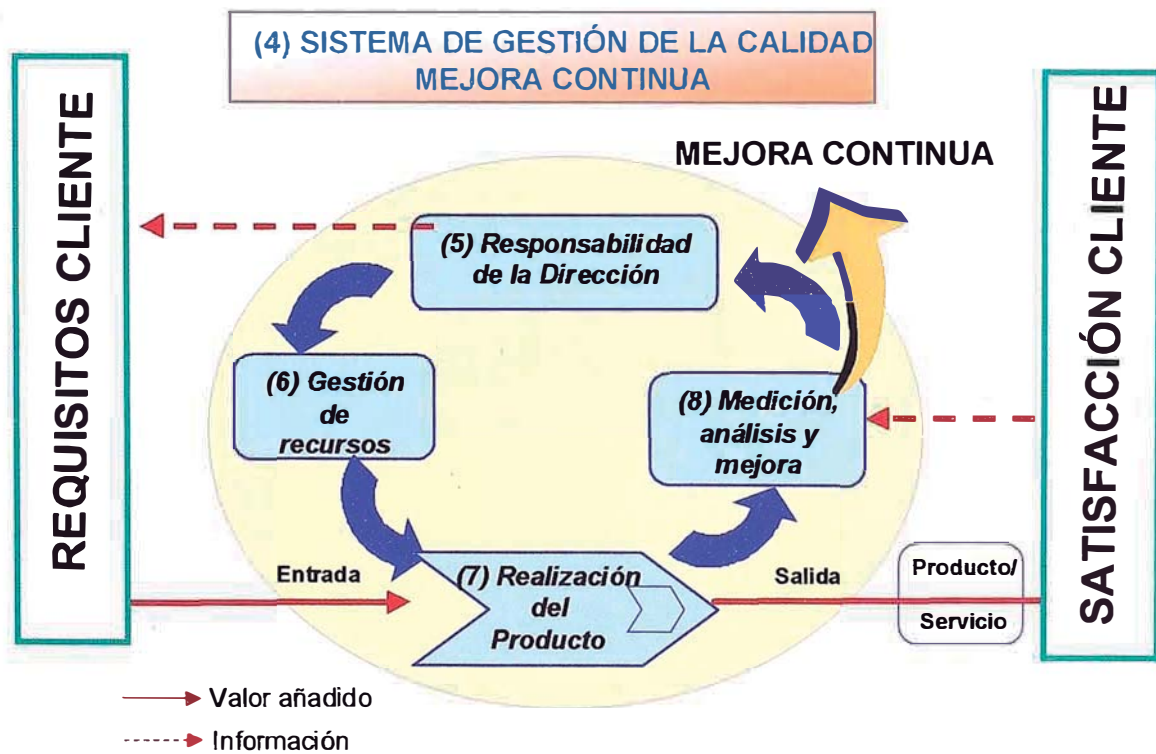 (4) SISTEMA DE GESTIÓN DE LA CALIDAD
MEJORA CONTINUA
REQUISITOS CLIENTE
MEJORA CONTINUA
(5) Responsabilidad
de la Dirección
(6) Gestión
de
recursos
(8) Medición,
análisis y
mejora
Entrada
(7) Realización
del
Producto
Salida
Producto/
Servicio
SATISFACCIÓN CLIENTE
Valor añadido
Información